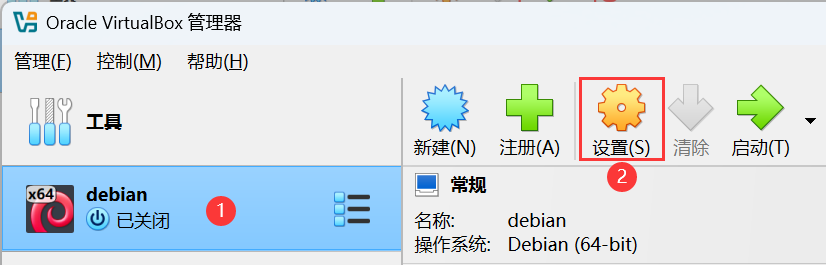 Oracle VirtualBox 管理器
管理(F) 控制(M) 帮助(H)
工具
新建(N) 注册(A) 设置(S) 清除 启动(T)
2
x64 debian
已关闭
1
常规
名称: debian
操作系统: Debian (64-bit)